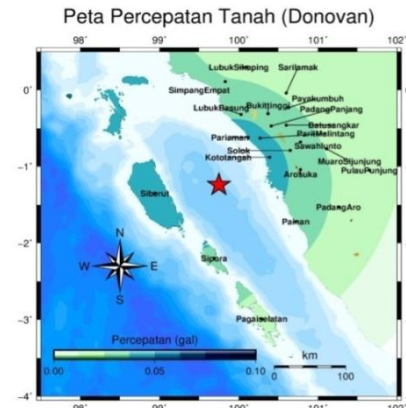 Peta Percepatan Tanah (Donovan)
98˚
99˚
100˚
101˚
102˚
0˚
-1˚
-2˚
-3˚
-4˚
LubukSikaping
Sarilamak
SimpangEmpat
Payakumbuh
LubukBasung
Bukittinggi
PadangPanjang
Batusangkar
Pariaman
ParitMelintang
Solok
Sawahlunto
Kototangah
MuaroSijunjung
Arosuka
PulauPunjung
Siberut
PadangAro
Painan
Sipora
Pagaiselatan
N
W
E
S
Percepatan (gal)
0.00
0.05
0.10
km
0
100